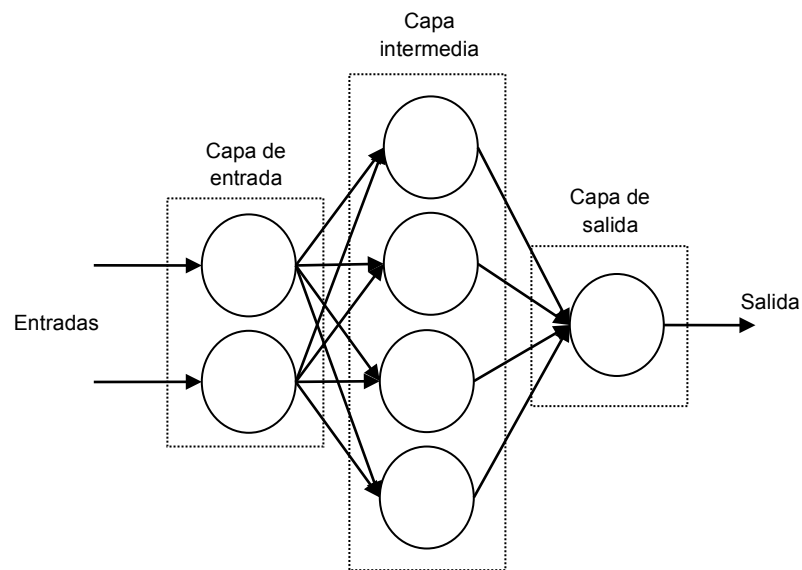 Capa
intermedia
Capa de
entrada
Capa de
salida
Entradas
Salida